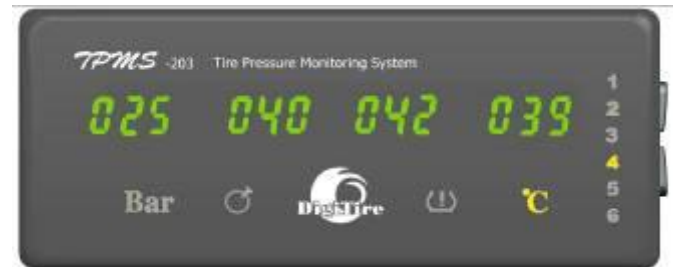 TPMS -203 Tire Pressure Monitoring System
025 040 042 039
Bar DigiTire (!) °C
1
2
3
4
5
6